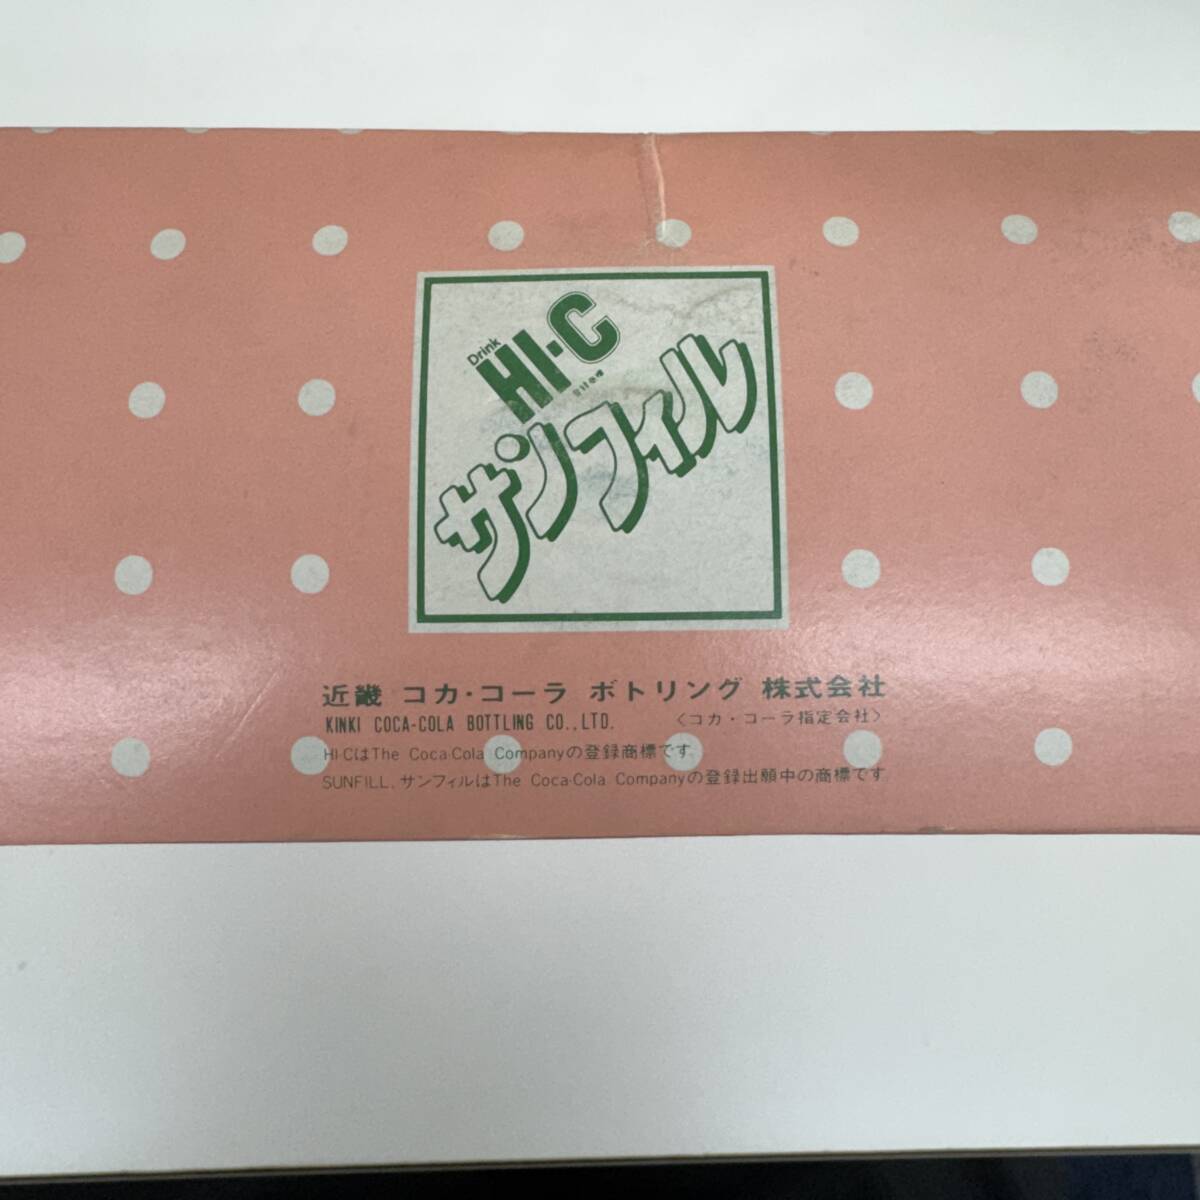 Drink
HI-C
登録商標
サンフィル
近畿 コカ・コーラ ボトリング 株式会社
KINKI COCA-COLA BOTTLING CO.,LTD. 〈コカ・コーラ指定会社〉
HI-CはThe Coca-Cola Companyの登録商標です
SUNFILL、サンフィルはThe Coca-Cola Companyの登録出願中の商標です